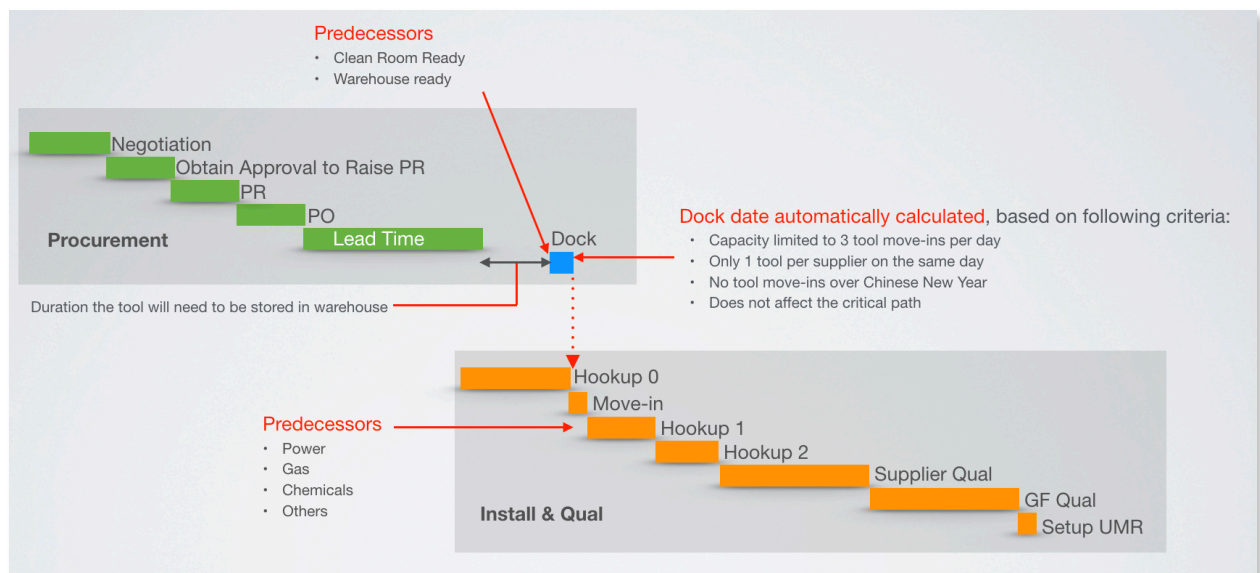 Predecessors
• Clean Room Ready
• Warehouse ready
Negotiation
Obtain Approval to Raise PR
PR
PO
Procurement
Lead Time
Dock
Duration the tool will need to be stored in warehouse
Dock date automatically calculated, based on following criteria:
• Capacity limited to 3 tool move-ins per day
• Only 1 tool per supplier on the same day
• No tool move-ins over Chinese New Year
• Does not affect the critical path
Hookup 0
Move-in
Predecessors
• Power
• Gas
• Chemicals
• Others
Hookup 1
Hookup 2
Supplier Qual
GF Qual
Setup UMR
Install & Qual